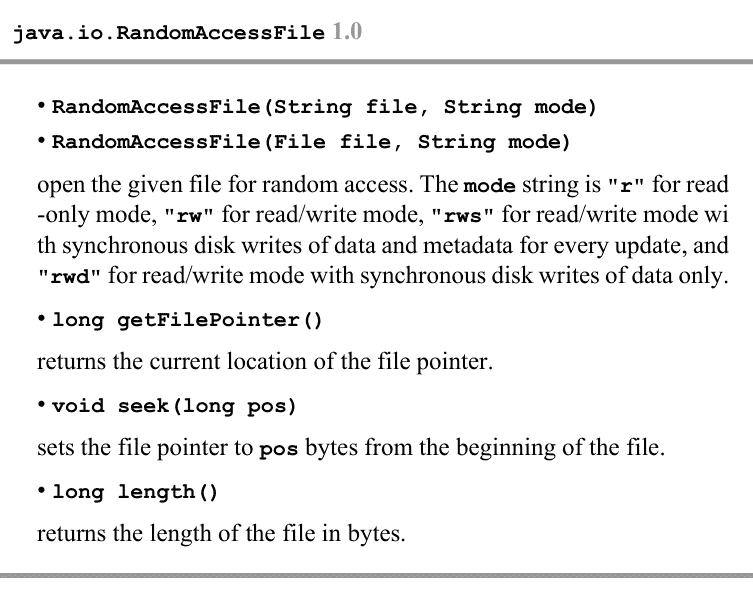 java.io.RandomAccessFile 1.0
• RandomAccessFile(String file, String mode)
• RandomAccessFile(File file, String mode)
open the given file for random access. The mode string is "r" for read
-only mode, "rw" for read/write mode, "rws" for read/write mode wi
th synchronous disk writes of data and metadata for every update, and
"rwd" for read/write mode with synchronous disk writes of data only.
• long getFilePointer()
returns the current location of the file pointer.
• void seek(long pos)
sets the file pointer to pos bytes from the beginning of the file.
• long length()
returns the length of the file in bytes.